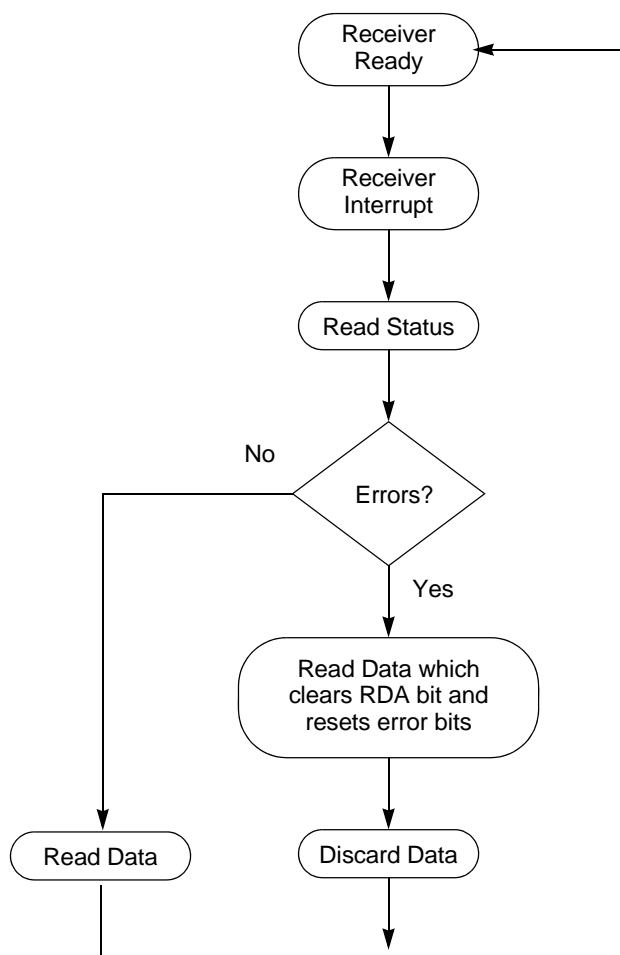 Receiver
Ready
Receiver
Interrupt
Read Status
No
Errors?
Yes
Read Data which
clears RDA bit and
resets error bits
Read Data
Discard Data